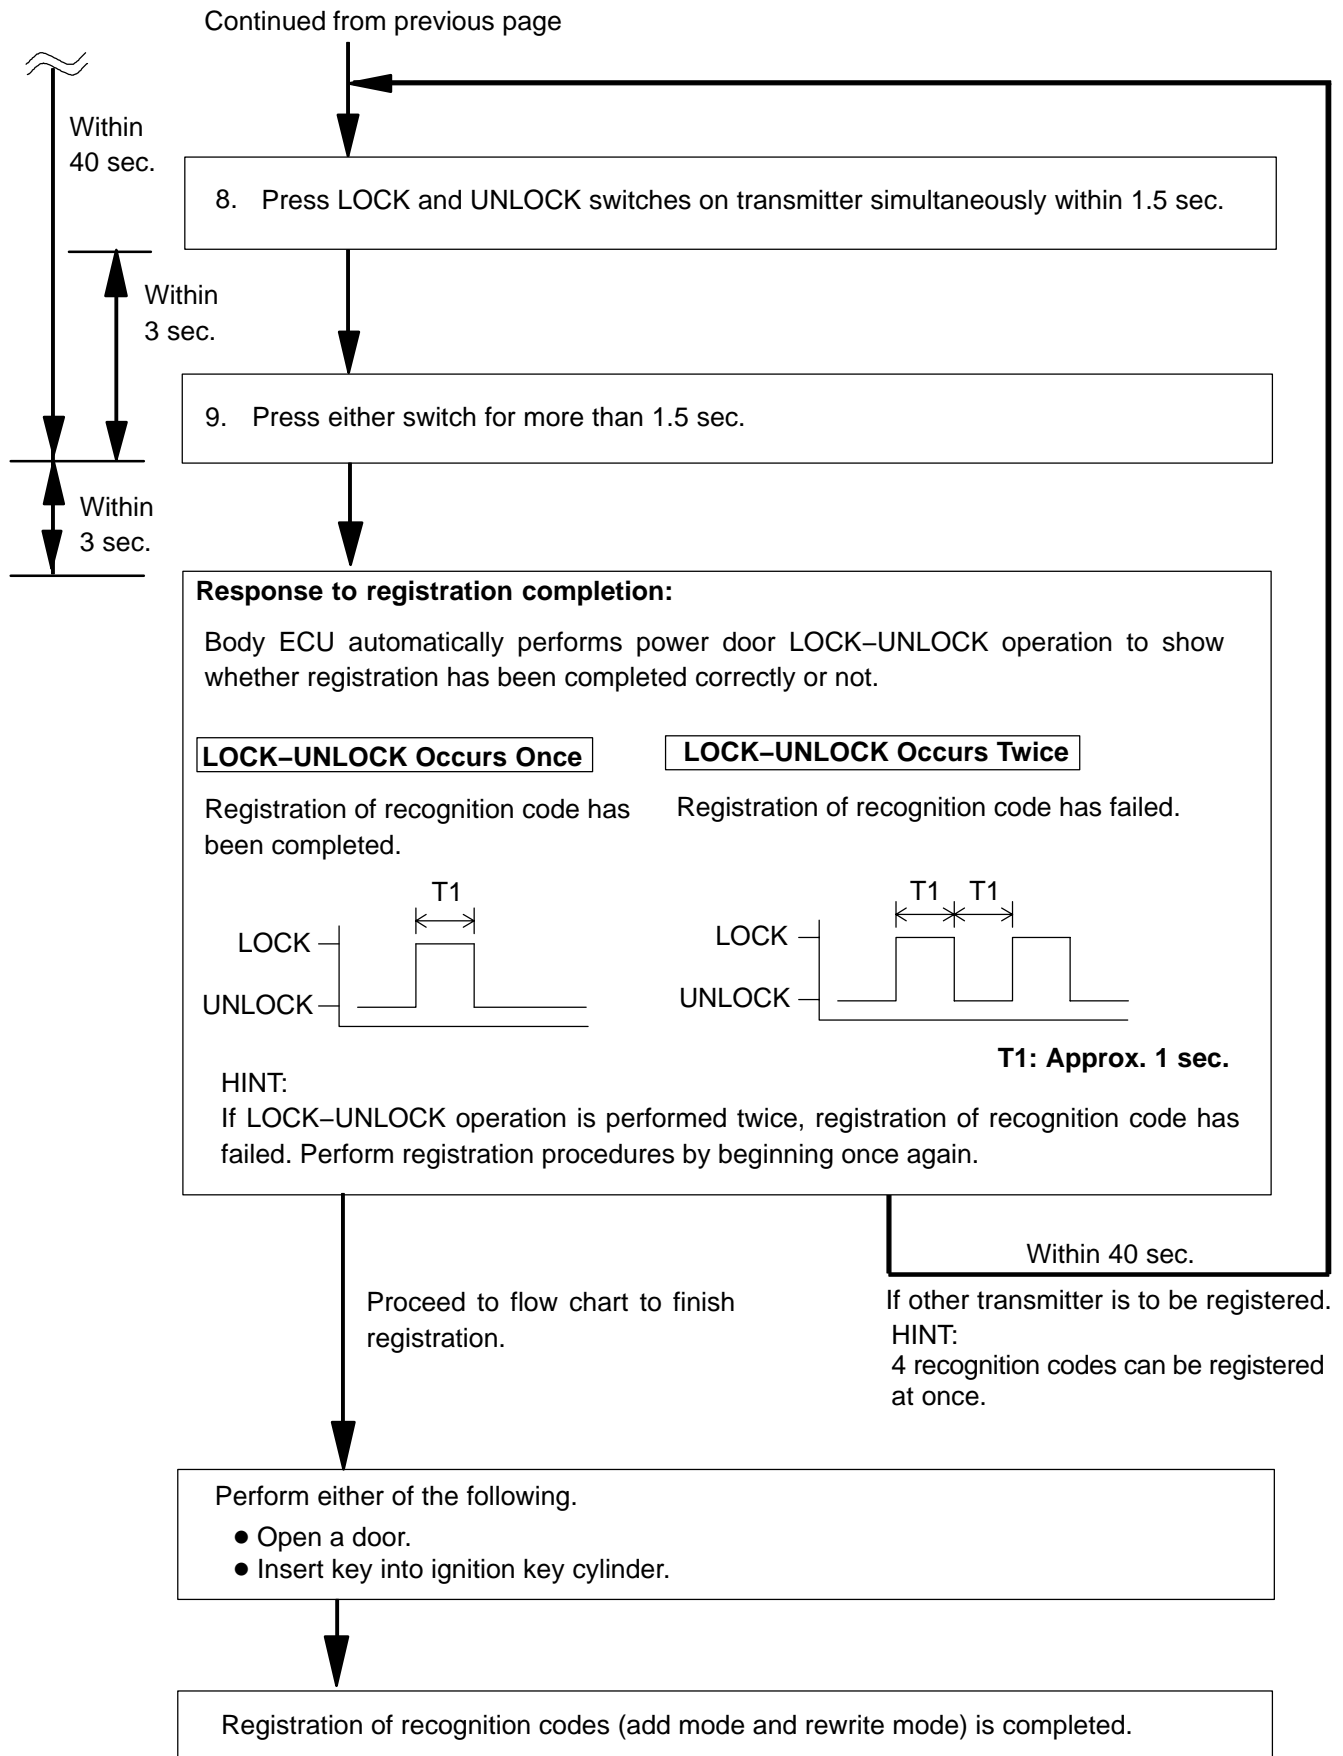 Continued from previous page
Within
40 sec.
8. Press LOCK and UNLOCK switches on transmitter simultaneously within 1.5 sec.
Within
3 sec.
9. Press either switch for more than 1.5 sec.
Within
3 sec.
Response to registration completion:
Body ECU automatically performs power door LOCK–UNLOCK operation to show
whether registration has been completed correctly or not.
LOCK–UNLOCK Occurs Once
Registration of recognition code has
been completed.
T1
LOCK
UNLOCK
LOCK–UNLOCK Occurs Twice
Registration of recognition code has failed.
T1 T1
LOCK
UNLOCK
T1: Approx. 1 sec.
HINT:
If LOCK–UNLOCK operation is performed twice, registration of recognition code has
failed. Perform registration procedures by beginning once again.
Within 40 sec.
If other transmitter is to be registered.
HINT:
4 recognition codes can be registered
at once.
Proceed to flow chart to finish
registration.
Perform either of the following.
● Open a door.
● Insert key into ignition key cylinder.
Registration of recognition codes (add mode and rewrite mode) is completed.